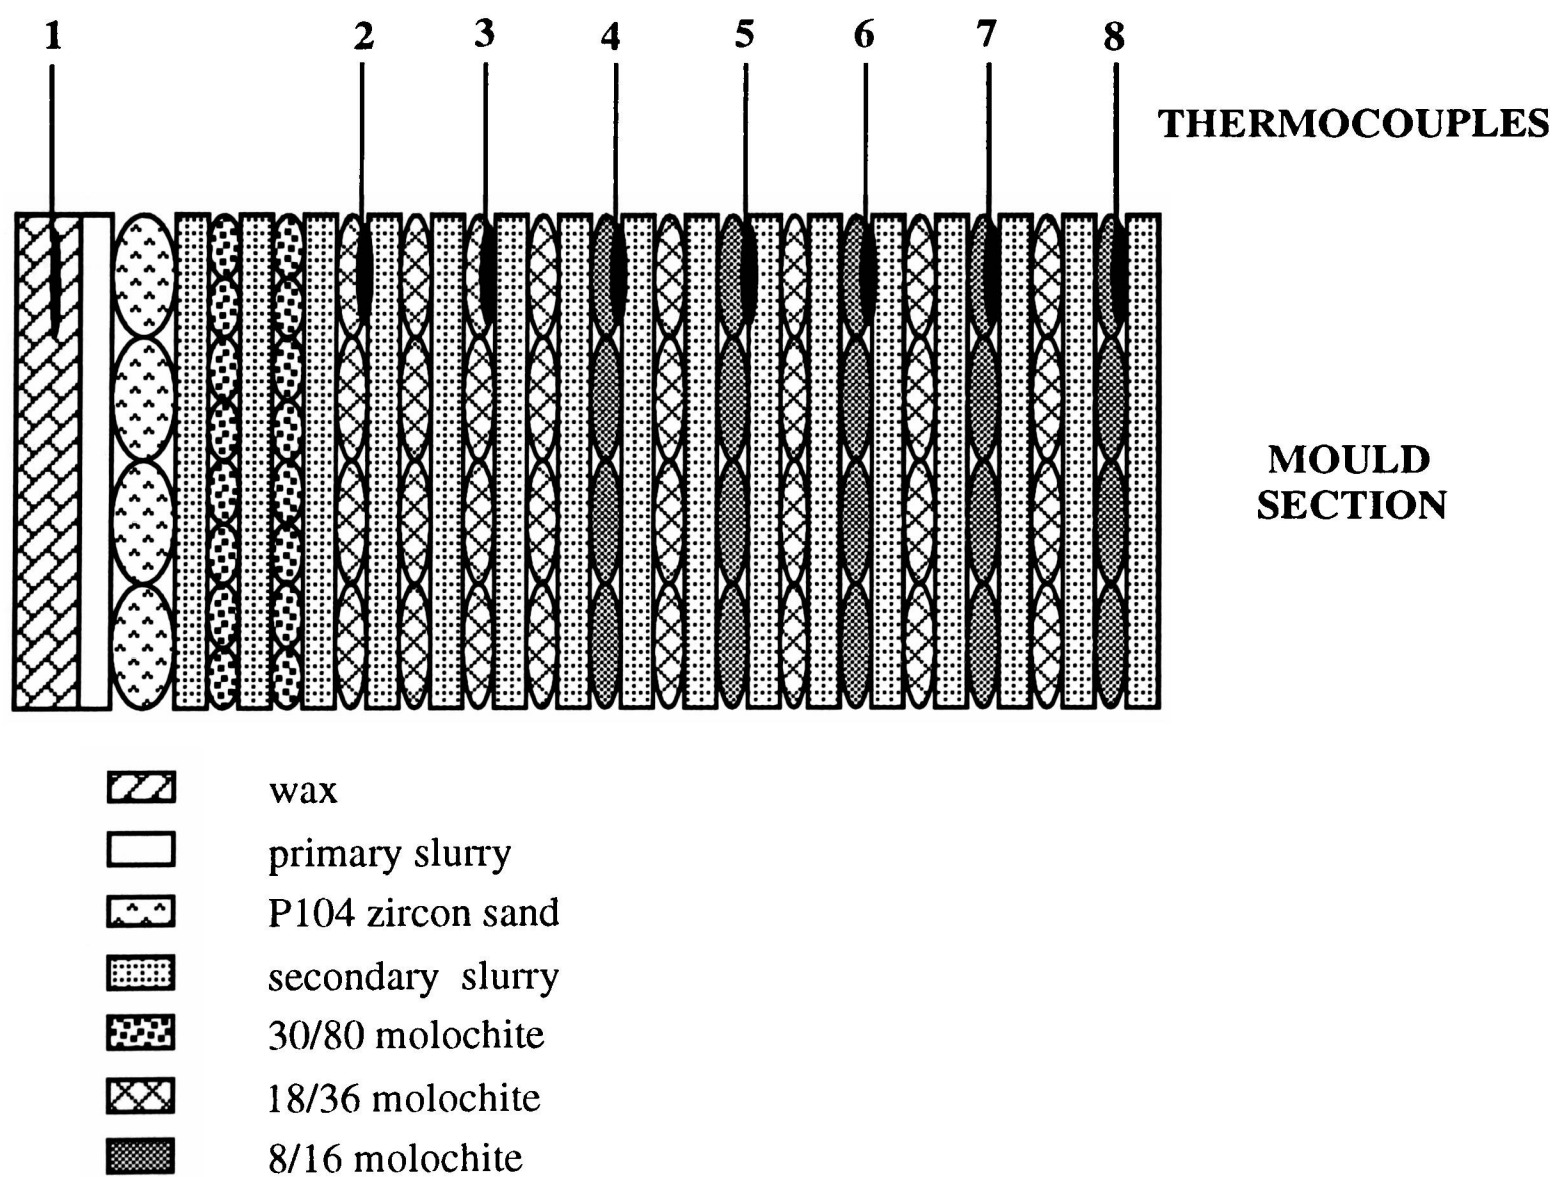 1 2 3 4 5 6 7 8
THERMOCOUPLES
MOULD
SECTION
wax
primary slurry
P104 zircon sand
secondary slurry
30/80 molochite
18/36 molochite
8/16 molochite